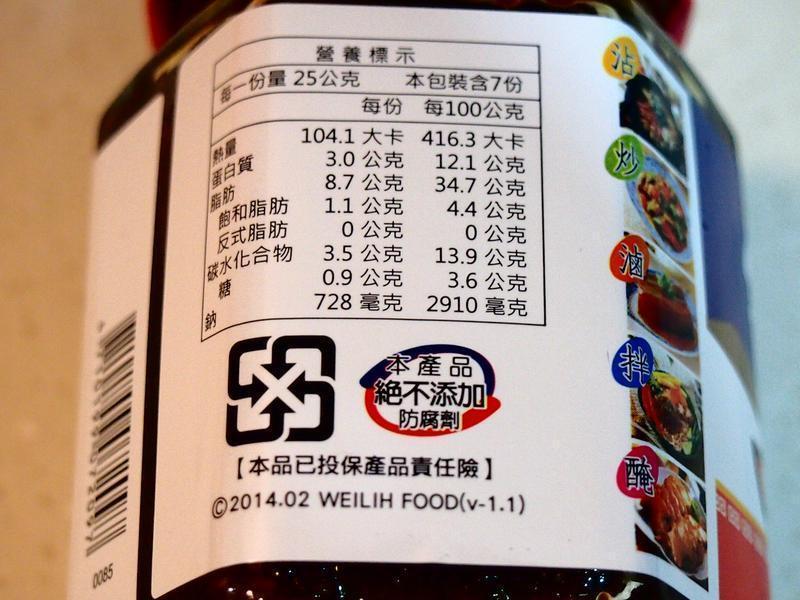 營養標示
每一份量 25公克 本包裝含7份
每份 每100公克
熱量 104.1 大卡 416.3 大卡
蛋白質 3.0 公克 12.1 公克
脂肪 8.7 公克 34.7 公克
飽和脂肪 1.1 公克 4.4 公克
反式脂肪 0 公克 0 公克
碳水化合物 3.5 公克 13.9 公克
糖 0.9 公克 3.6 公克
鈉 728 毫克 2910 毫克
本產品
絕不添加
防腐劑
【本品已投保產品責任險】
©2014.02 WEILIH FOOD(v-1.1)
沾
炒
滷
拌
醃
0085